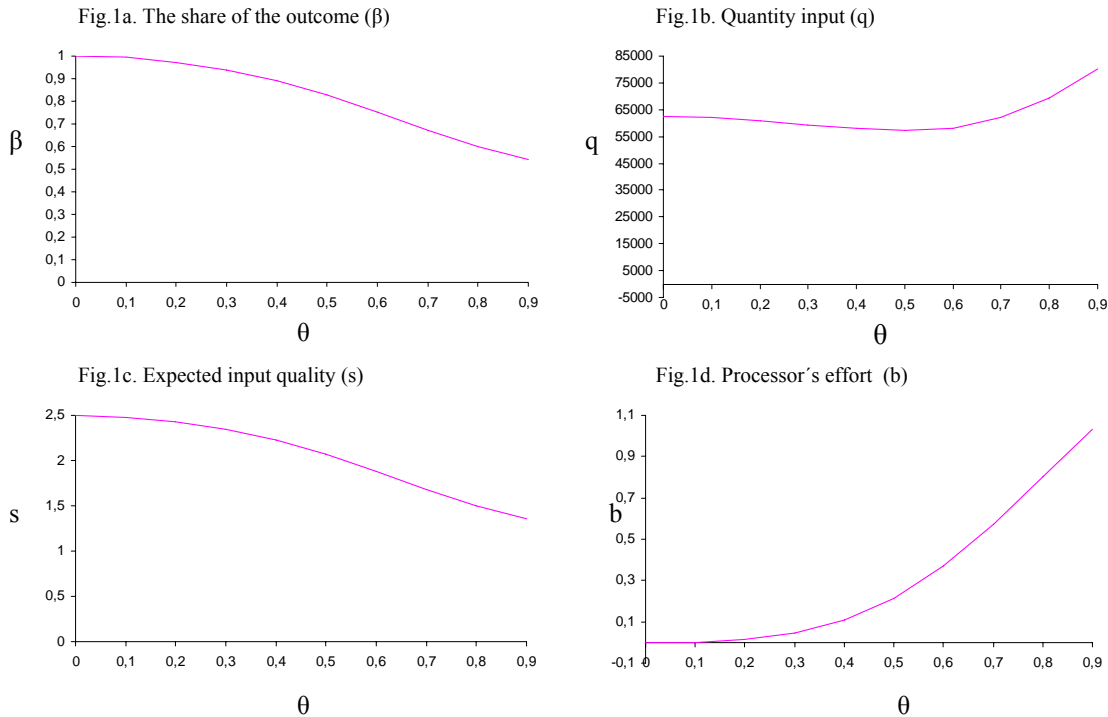 Fig.1a. The share of the outcome (β)
1
0,9
0,8
0,7
0,6
0,5
0,4
0,3
0,2
0,1
0
β
0 0,1 0,2 0,3 0,4 0,5 0,6 0,7 0,8 0,9
θ
Fig.1b. Quantity input (q)
85000
75000
65000
55000
45000
35000
25000
15000
5000
-5000
q
0 0,1 0,2 0,3 0,4 0,5 0,6 0,7 0,8 0,9
θ
Fig.1c. Expected input quality (s)
2,5
2
1,5
1
0,5
0
s
0 0,1 0,2 0,3 0,4 0,5 0,6 0,7 0,8 0,9
θ
Fig.1d. Processor´s effort (b)
1,1
0,9
0,7
0,5
0,3
0,1
-0,1
b
0 0,1 0,2 0,3 0,4 0,5 0,6 0,7 0,8 0,9
θ